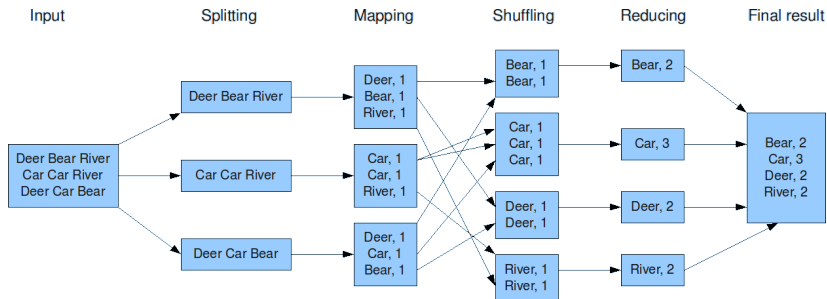 Input
Splitting
Mapping
Shuffling
Reducing
Final result
Deer Bear River
Car Car River
Deer Car Bear
Deer Bear River
Car Car River
Deer Car Bear
Deer, 1
Bear, 1
River, 1
Car, 1
Car, 1
River, 1
Deer, 1
Car, 1
Bear, 1
Bear, 1
Bear, 1
Car, 1
Car, 1
Car, 1
Deer, 1
Deer, 1
River, 1
River, 1
Bear, 2
Car, 3
Deer, 2
River, 2
Bear, 2
Car, 3
Deer, 2
River, 2